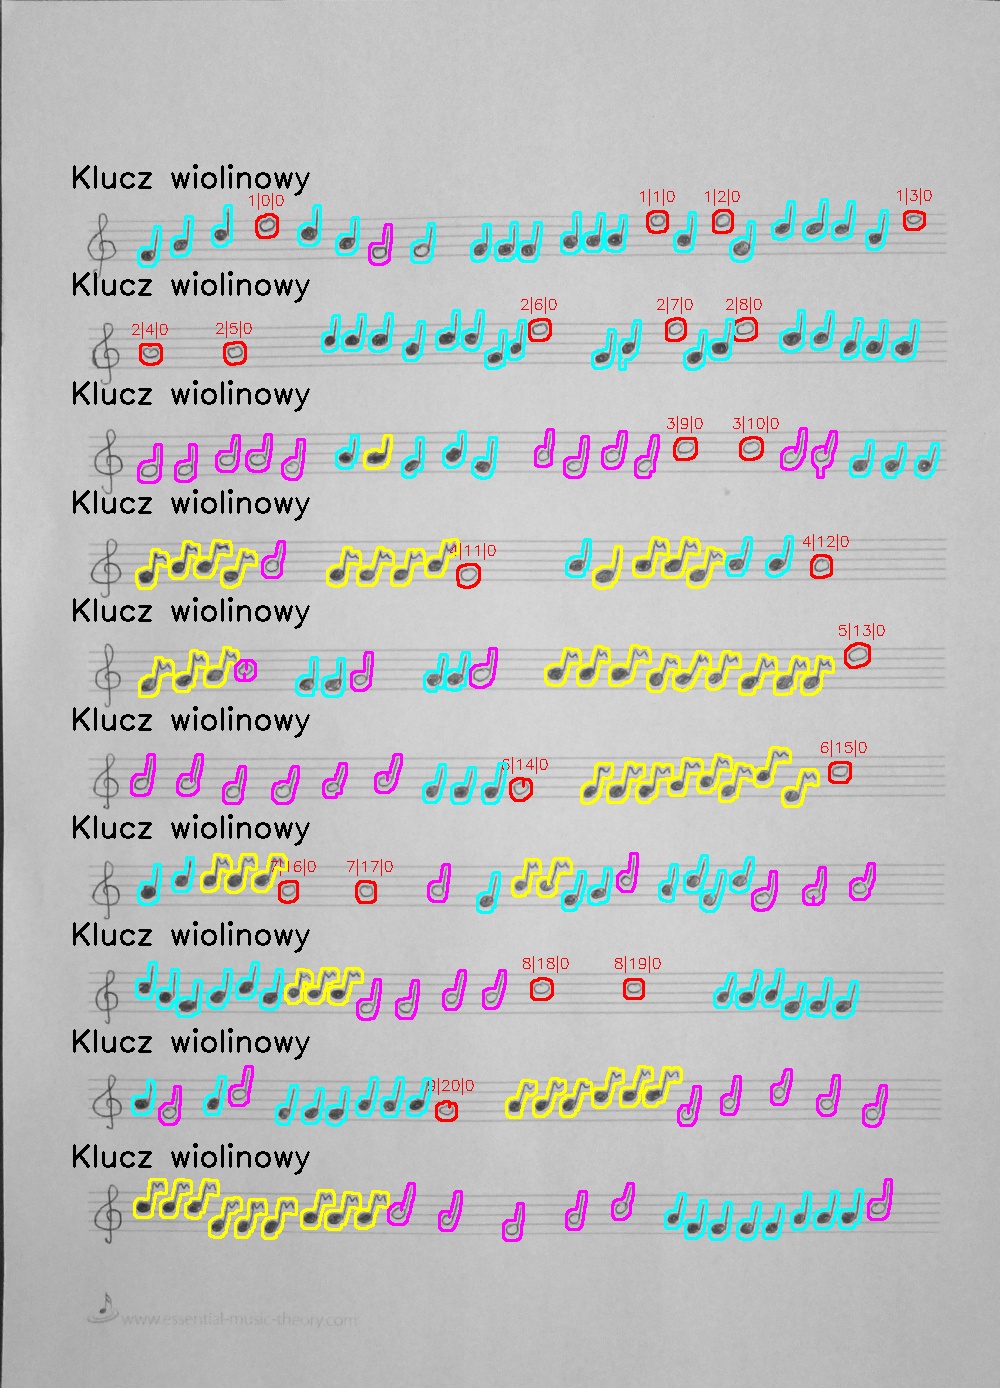 Klucz wiolinowy
1|0|0 1|1|0 1|2|0 1|3|0
Klucz wiolinowy
2|4|0 2|5|0 2|6|0 2|7|0 2|8|0
Klucz wiolinowy
3|9|0 3|10|0
Klucz wiolinowy
4|11|0 4|12|0
Klucz wiolinowy
5|13|0
Klucz wiolinowy
6|14|0 6|15|0
Klucz wiolinowy
7|16|0 7|17|0
Klucz wiolinowy
8|18|0 8|19|0
Klucz wiolinowy
9|20|0
Klucz wiolinowy
www.essential-music-theory.com